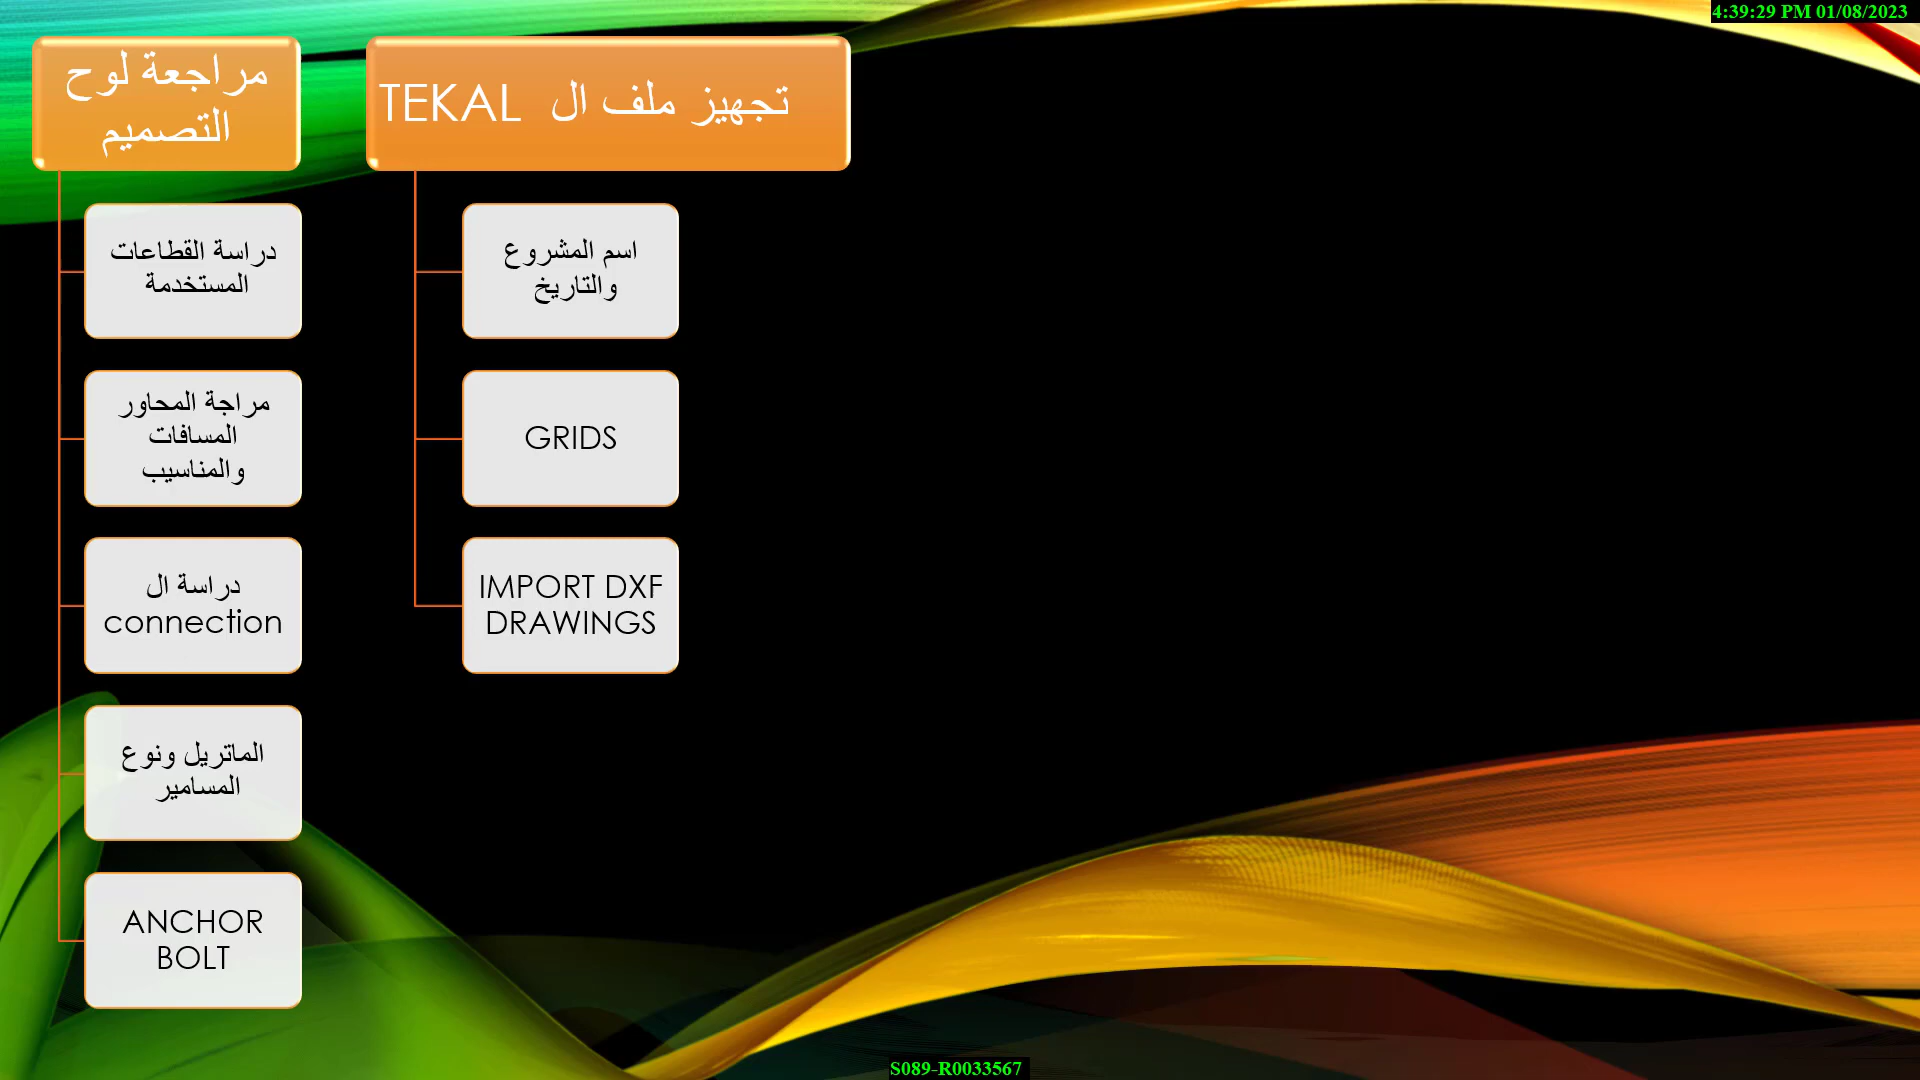 4:39:29 PM 01/08/2023
مراجعة لوح
التصميم
دراسة القطاعات
المستخدمة
مراجة المحاور
المسافات
والمناسيب
دراسة ال
connection
الماتريل ونوع
المسامير
ANCHOR
BOLT
تجهيز ملف ال TEKAL
اسم المشروع
والتاريخ
GRIDS
IMPORT DXF
DRAWINGS
S089-R0033567